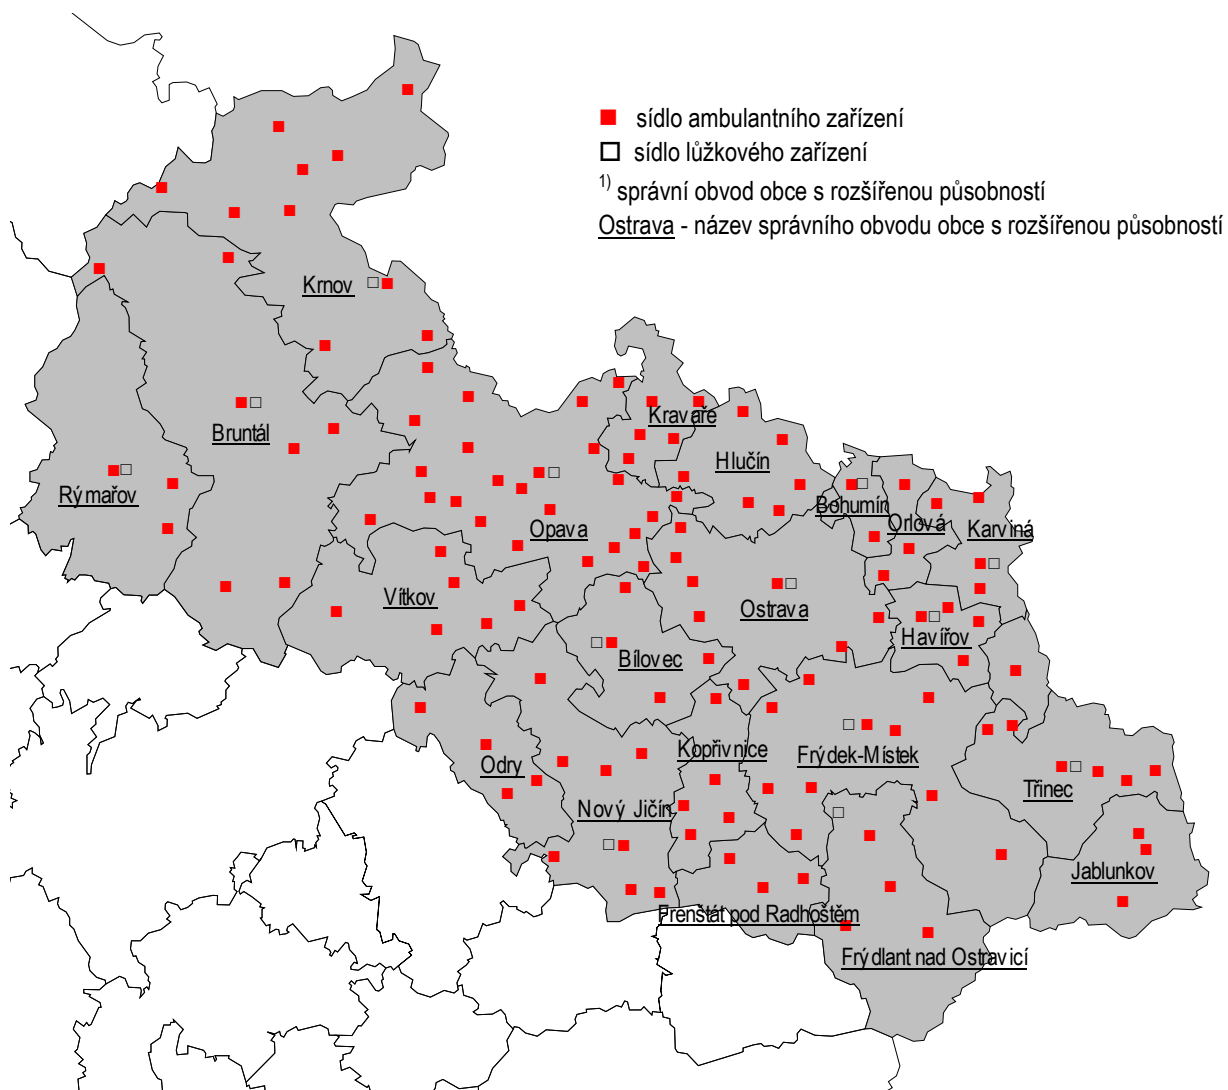 sídlo ambulantního zařízení
sídlo lůžkového zařízení
1) správní obvod obce s rozšířenou působností
Ostrava - název správního obvodu obce s rozšířenou působností
Krnov
Bruntál
Rýmařov
Kravaře
Hlučín
Bohumín
Orlová
Karviná
Opava
Vítkov
Ostrava
Havířov
Bílovec
Kopřivnice
Frýdek-Místek
Odry
Nový Jičín
Třinec
Jablunkov
Frenštát pod Radhoštěm
Frýdlant nad Ostravicí